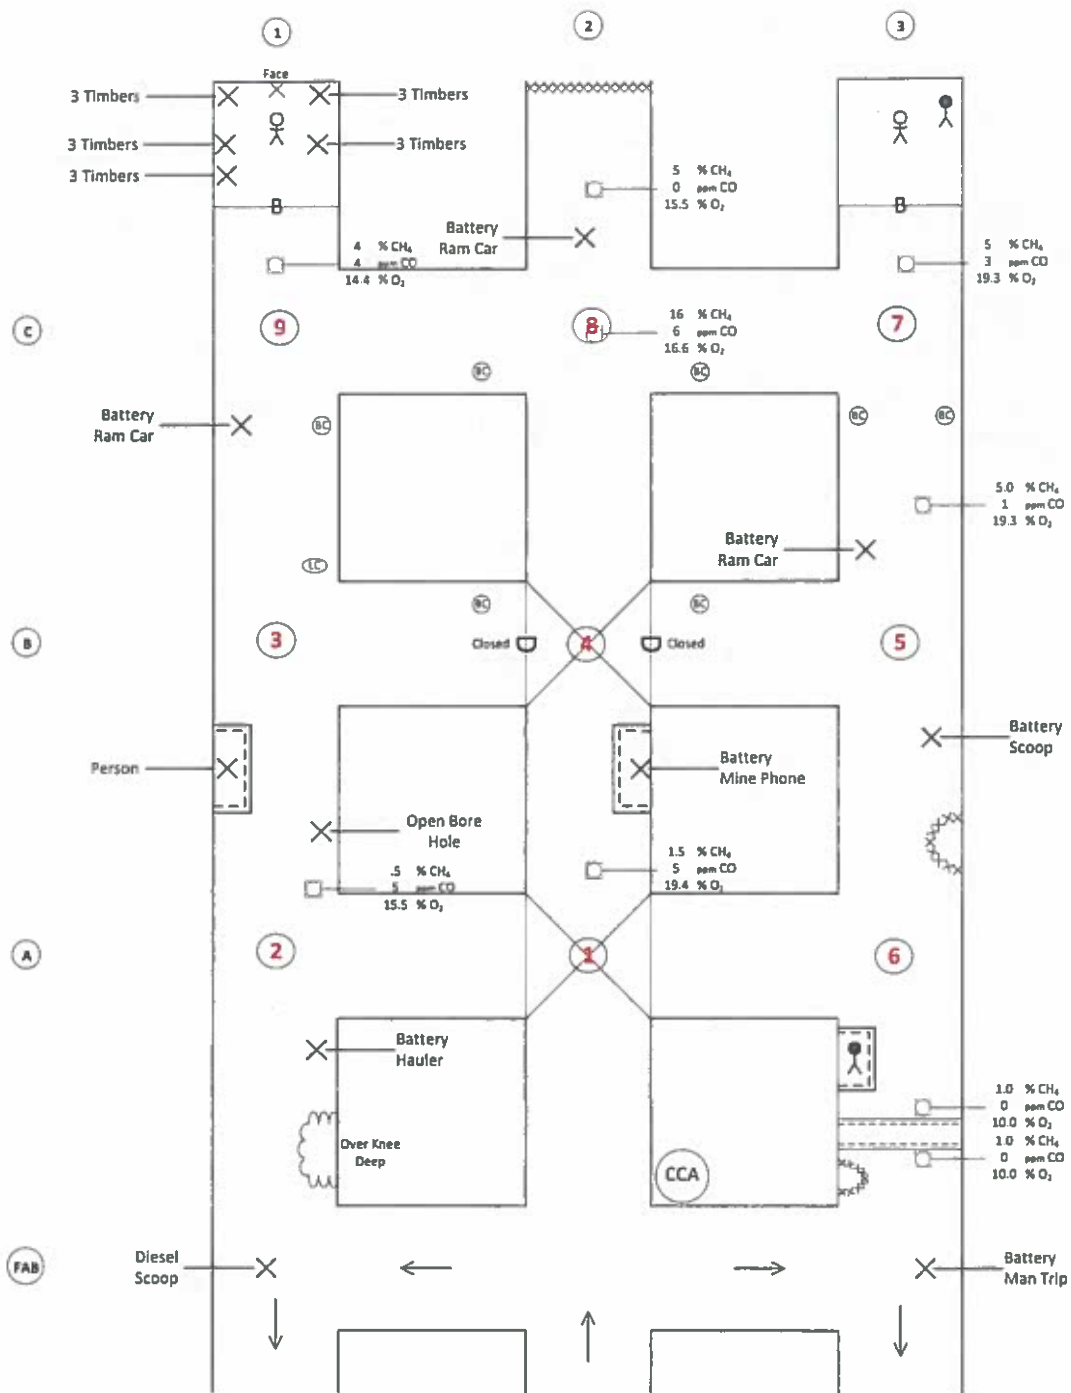 1
2
3
Face
3 Timbers
3 Timbers
3 Timbers
3 Timbers
3 Timbers
5 % CH₄
0 ppm CO
15.5 % O₂
B
B
Battery
Ram Car
4 % CH₄
4 ppm CO
14.4 % O₂
5 % CH₄
3 ppm CO
19.3 % O₂
C
9
8
16 % CH₄
6 ppm CO
16.6 % O₂
7
BC
BC
Battery
Ram Car
BC
BC
BC
5.0 % CH₄
1 ppm CO
19.3 % O₂
Battery
Ram Car
BC
BC
B
3
Closed
4
Closed
5
Battery
Scoop
Person
Battery
Mine Phone
Open Bore
Hole
.5 % CH₄
5 ppm CO
15.5 % O₂
1.5 % CH₄
5 ppm CO
19.4 % O₂
A
2
1
6
Battery
Hauler
1.0 % CH₄
0 ppm CO
10.0 % O₂
1.0 % CH₄
0 ppm CO
10.0 % O₂
Over Knee
Deep
CCA
FAB
Diesel
Scoop
Battery
Man Trip